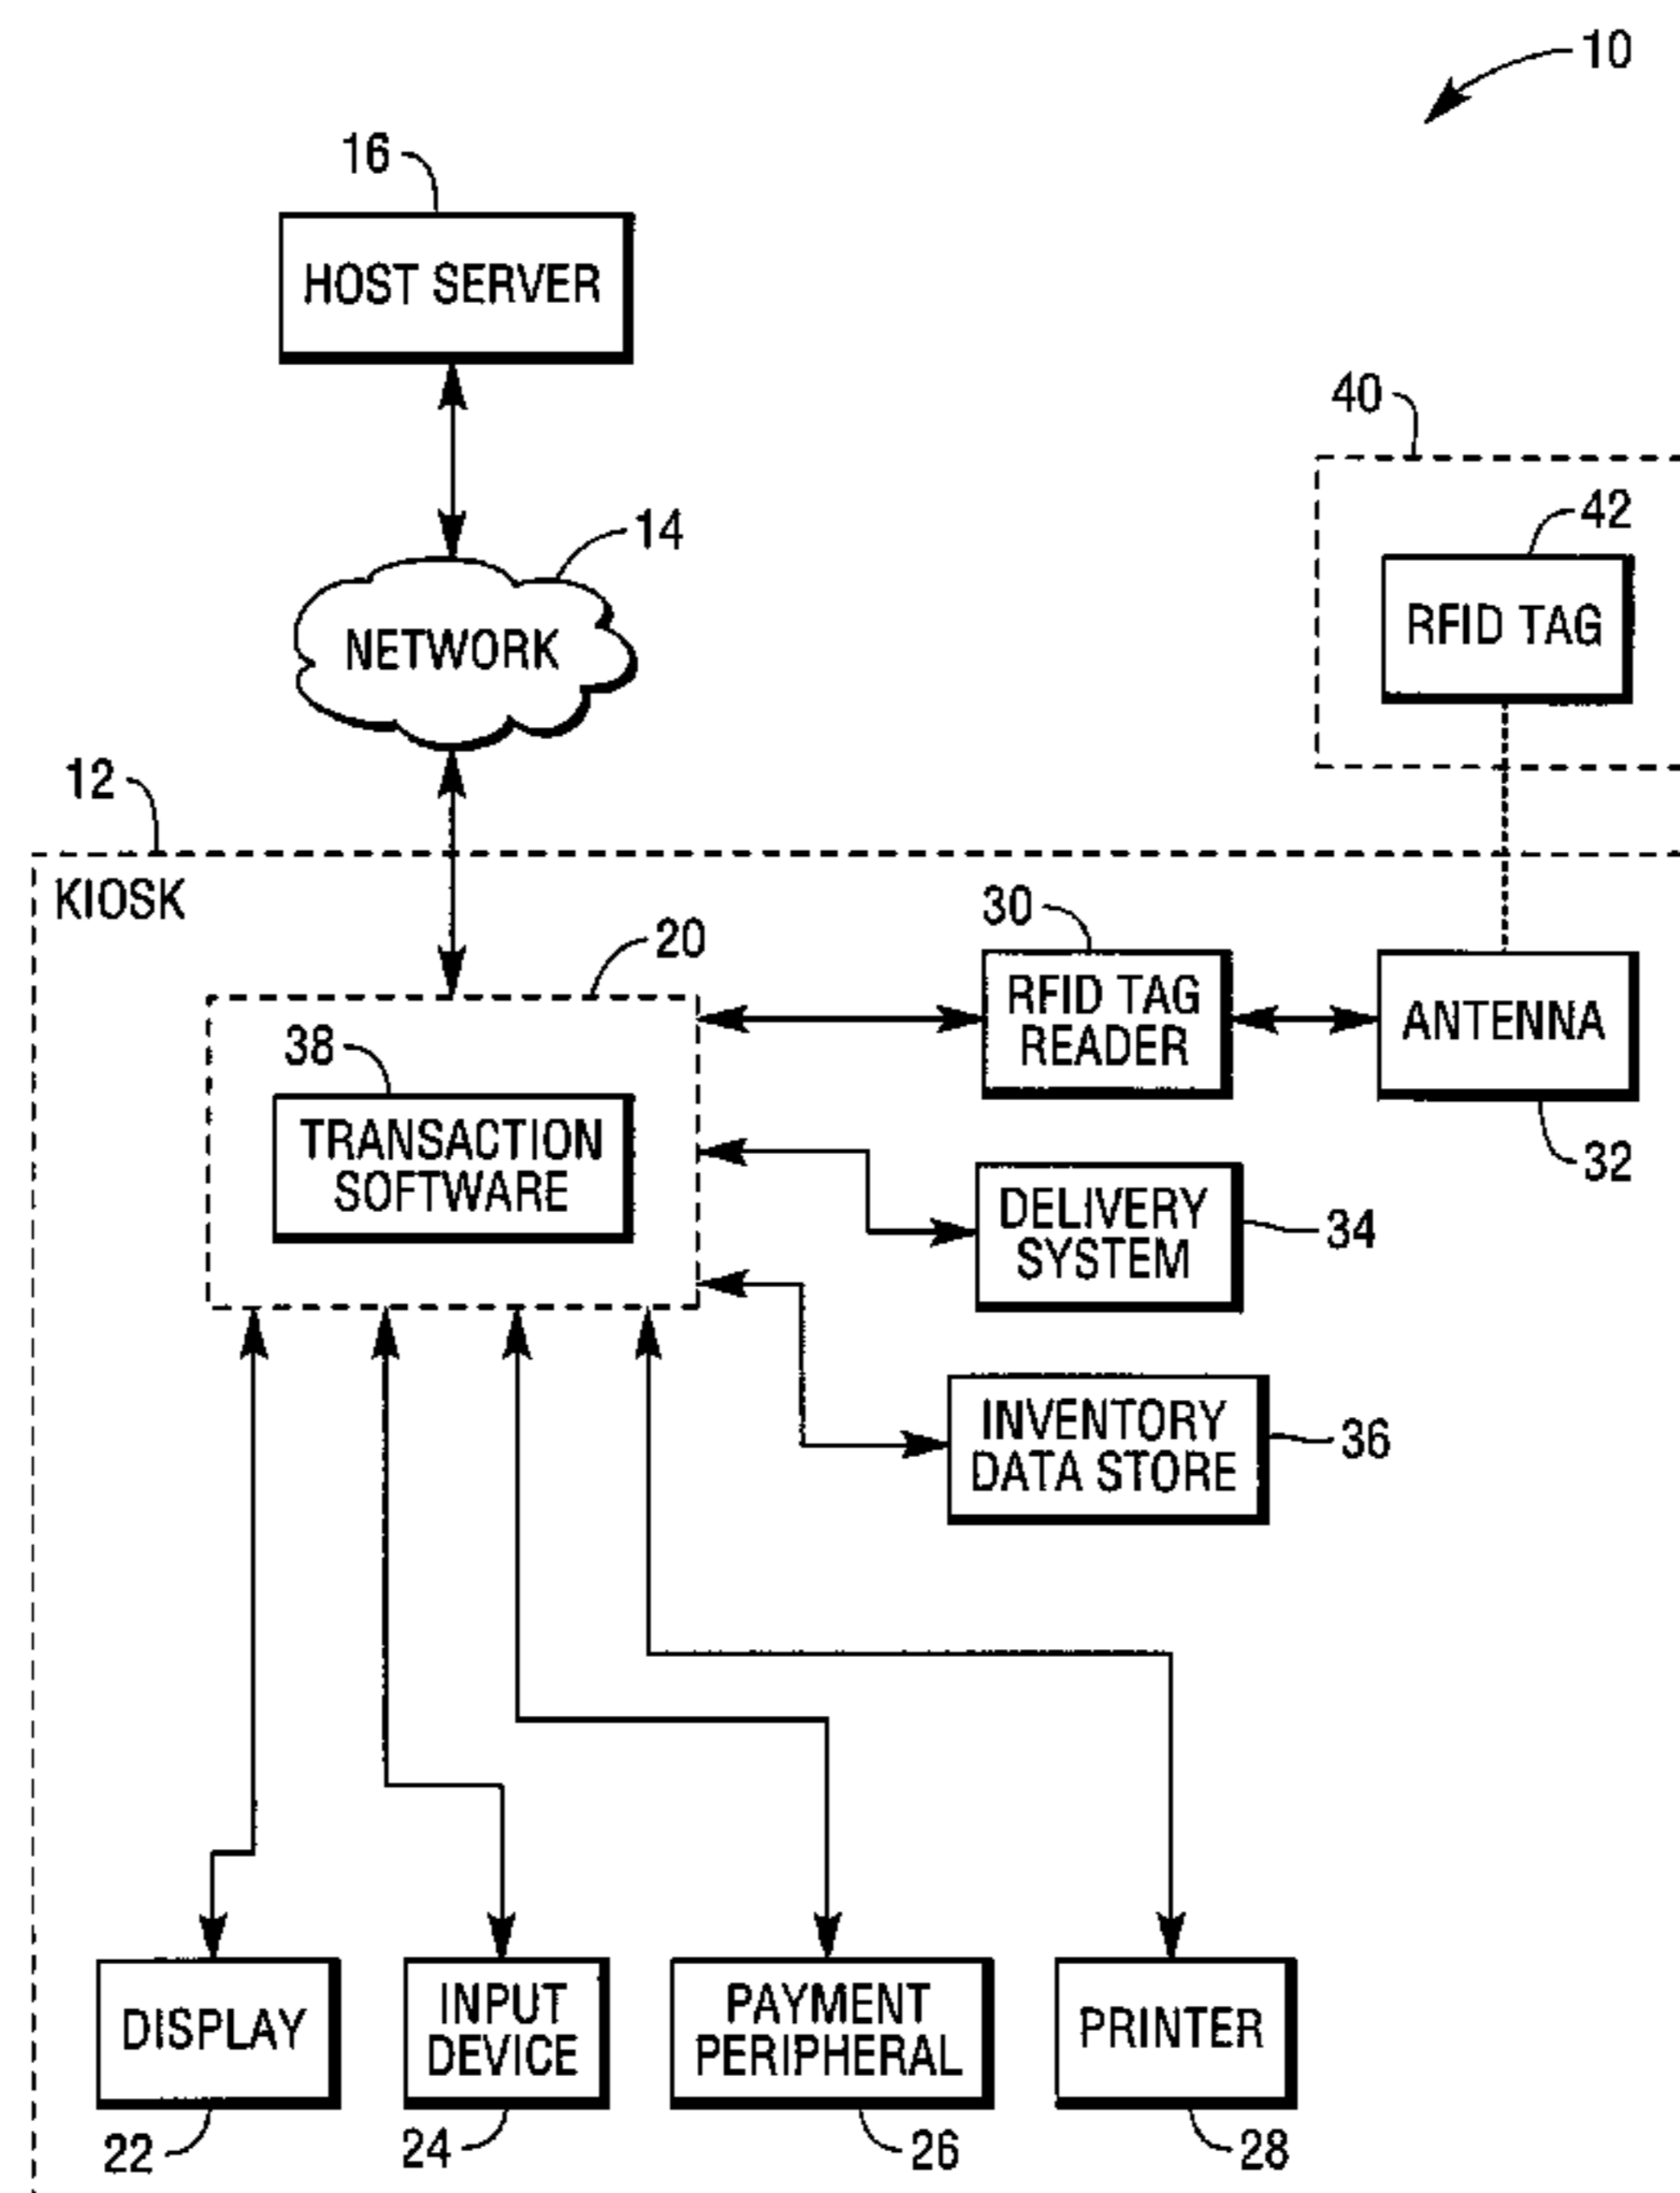 10
16
HOST SERVER
40
14
42
NETWORK
RFID TAG
12
KIOSK
30
20
RFID TAG
READER
ANTENNA
38
TRANSACTION
SOFTWARE
32
DELIVERY
SYSTEM
34
INVENTORY
DATA STORE
36
DISPLAY
INPUT
DEVICE
PAYMENT
PERIPHERAL
PRINTER
22
24
26
28